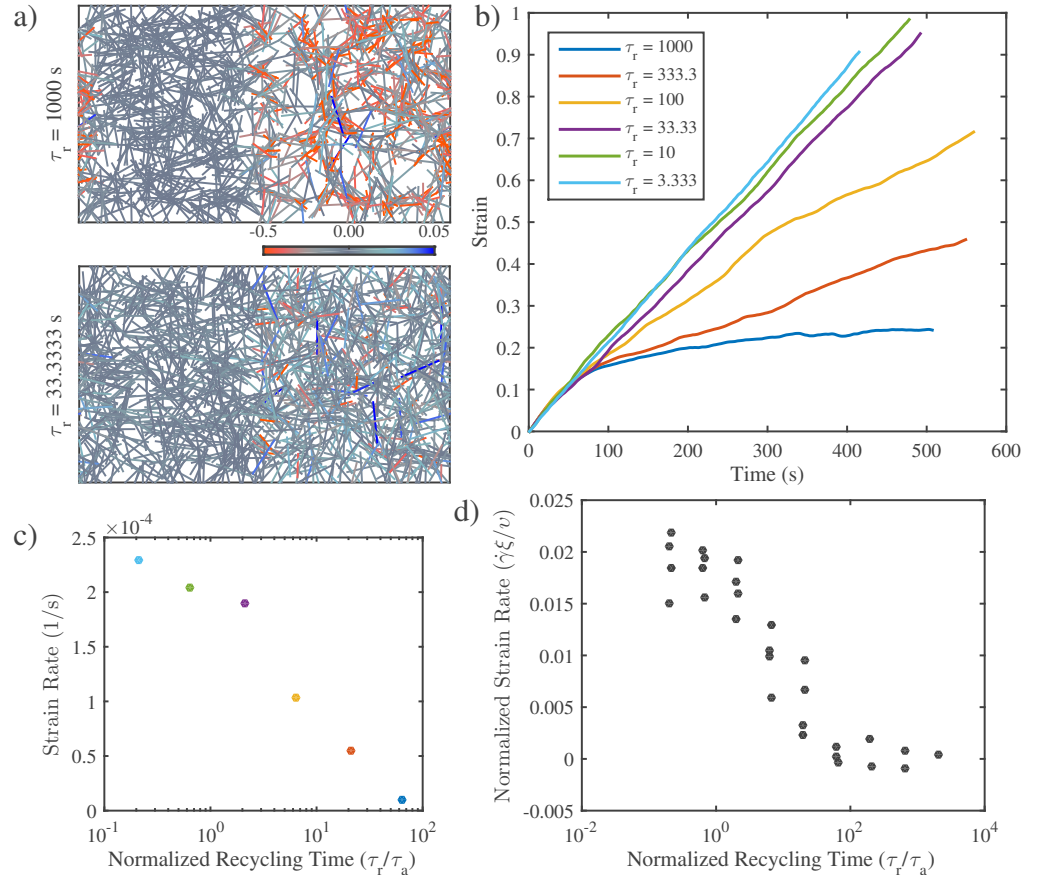 a)
τr = 1000 s
-0.5 0.00 0.05
τr = 33.3333 s
b)
1
0.9
0.8
0.7
0.6
0.5
0.4
0.3
0.2
0.1
0
Strain
τr = 1000
τr = 333.3
τr = 100
τr = 33.33
τr = 10
τr = 3.333
0 100 200 300 400 500 600
Time (s)
c)
×10-4
2.5
2
1.5
1
0.5
0
Strain Rate (1/s)
10-1 100 101 102
Normalized Recycling Time (τr/τa)
d)
0.025
0.02
0.015
0.01
0.005
0
-0.005
Normalized Strain Rate (γ̇ξ/υ)
10-2 100 102 104
Normalized Recycling Time (τr/τa)